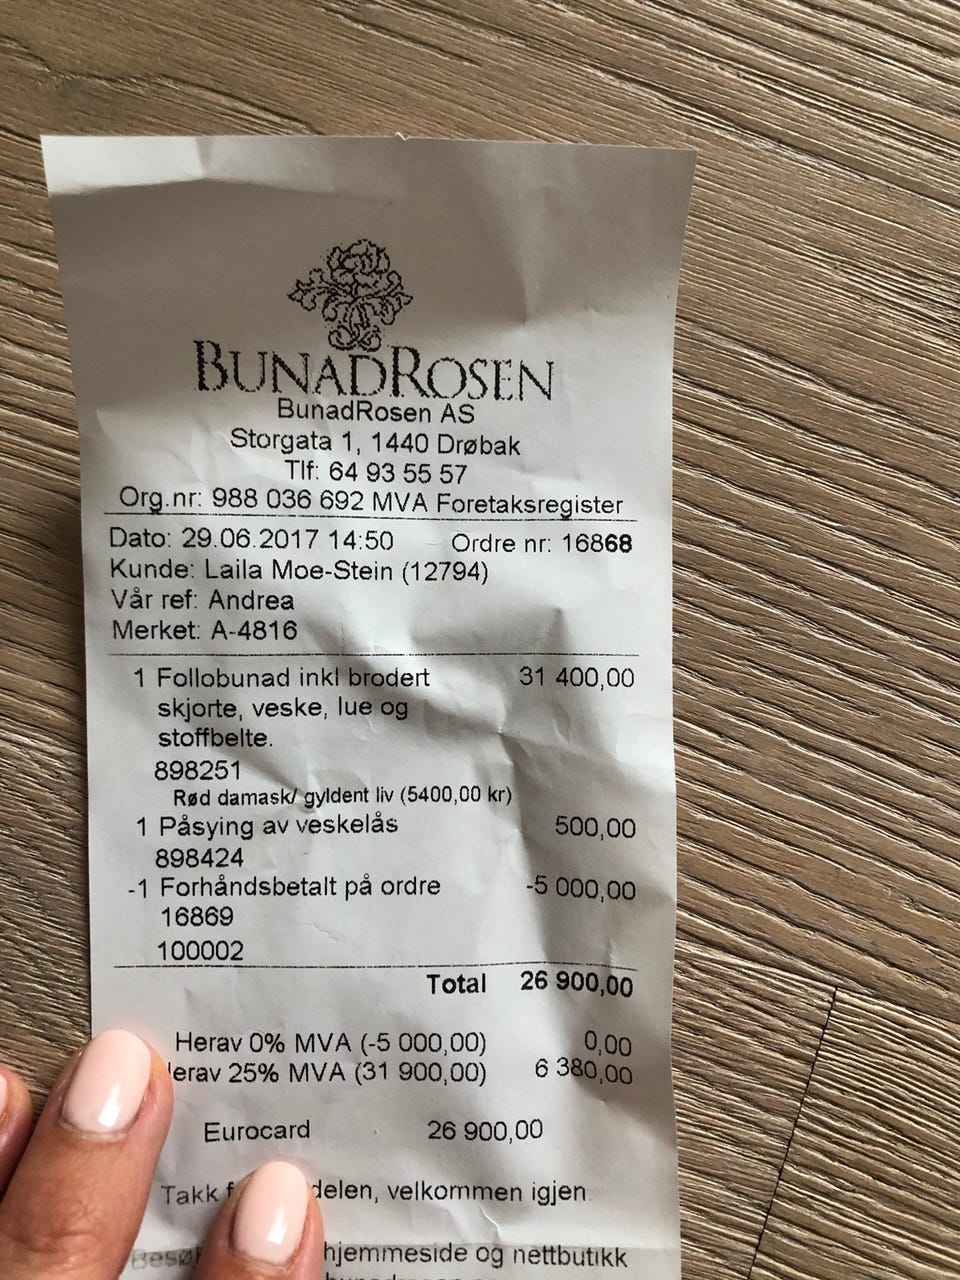 BUNADROSEN
BunadRosen AS
Storgata 1, 1440 Drøbak
Tlf: 64 93 55 57
Org.nr: 988 036 692 MVA Foretaksregister
Dato: 29.06.2017 14:50 Ordre nr: 16868
Kunde: Laila Moe-Stein (12794)
Vår ref: Andrea
Merket: A-4816
1 Follobunad inkl brodert 31 400,00
skjorte, veske, lue og
stoffbelte.
898251
Rød damask/ gyldent liv (5400,00 kr)
1 Påsying av veskelås 500,00
898424
-1 Forhåndsbetalt på ordre -5 000,00
16869
100002
Total 26 900,00
Herav 0% MVA (-5 000,00) 0,00
erav 25% MVA (31 900,00) 6 380,00
Eurocard 26 900,00
Takk f delen, velkommen igjen.
Besø hjemmeside og nettbutikk